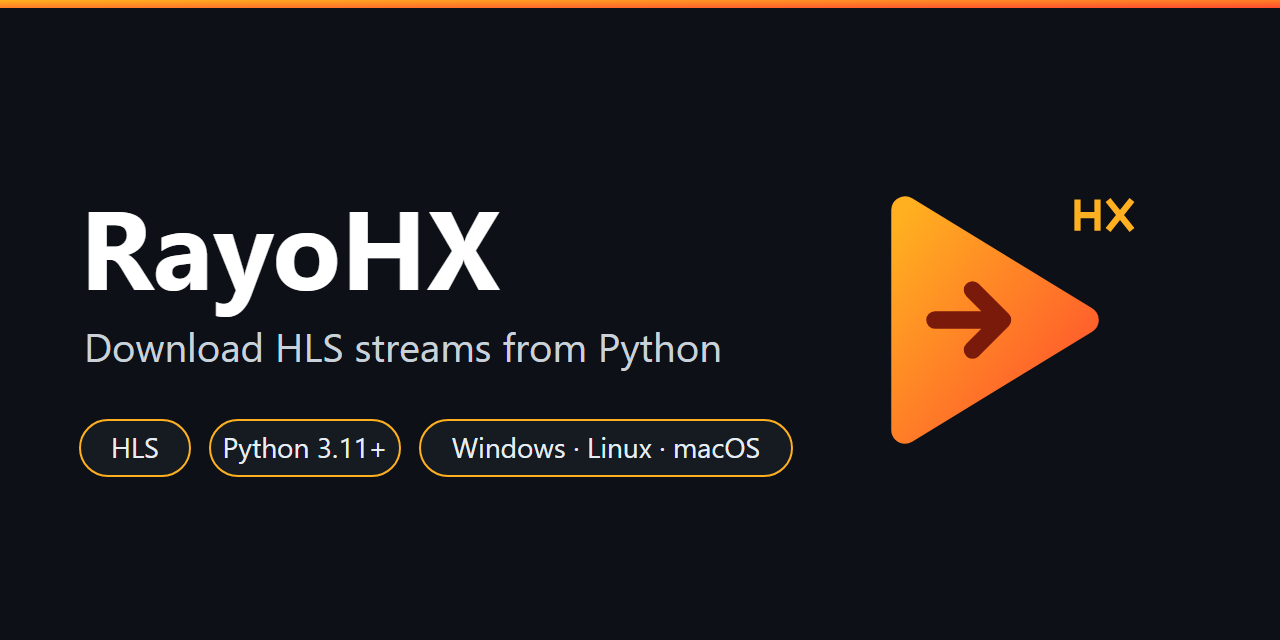 RayoHX
Download HLS streams from Python
HLS
Python 3.11+
Windows · Linux · macOS
HX